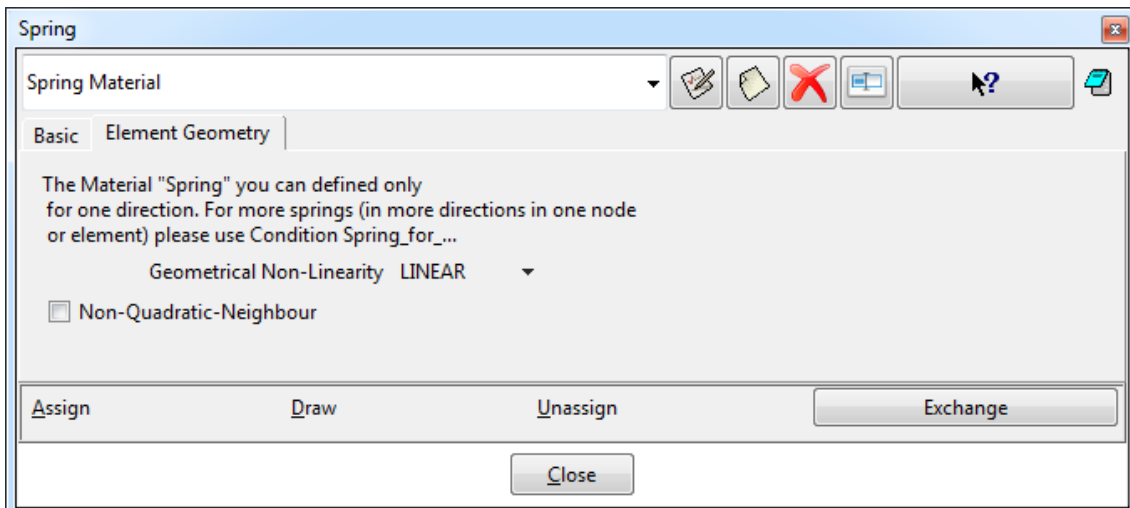 Spring
Spring Material
?
Basic Element Geometry
The Material "Spring" you can defined only
for one direction. For more springs (in more directions in one node
or element) please use Condition Spring_for_...
Geometrical Non-Linearity LINEAR
Non-Quadratic-Neighbour
Assign Draw Unassign Exchange
Close